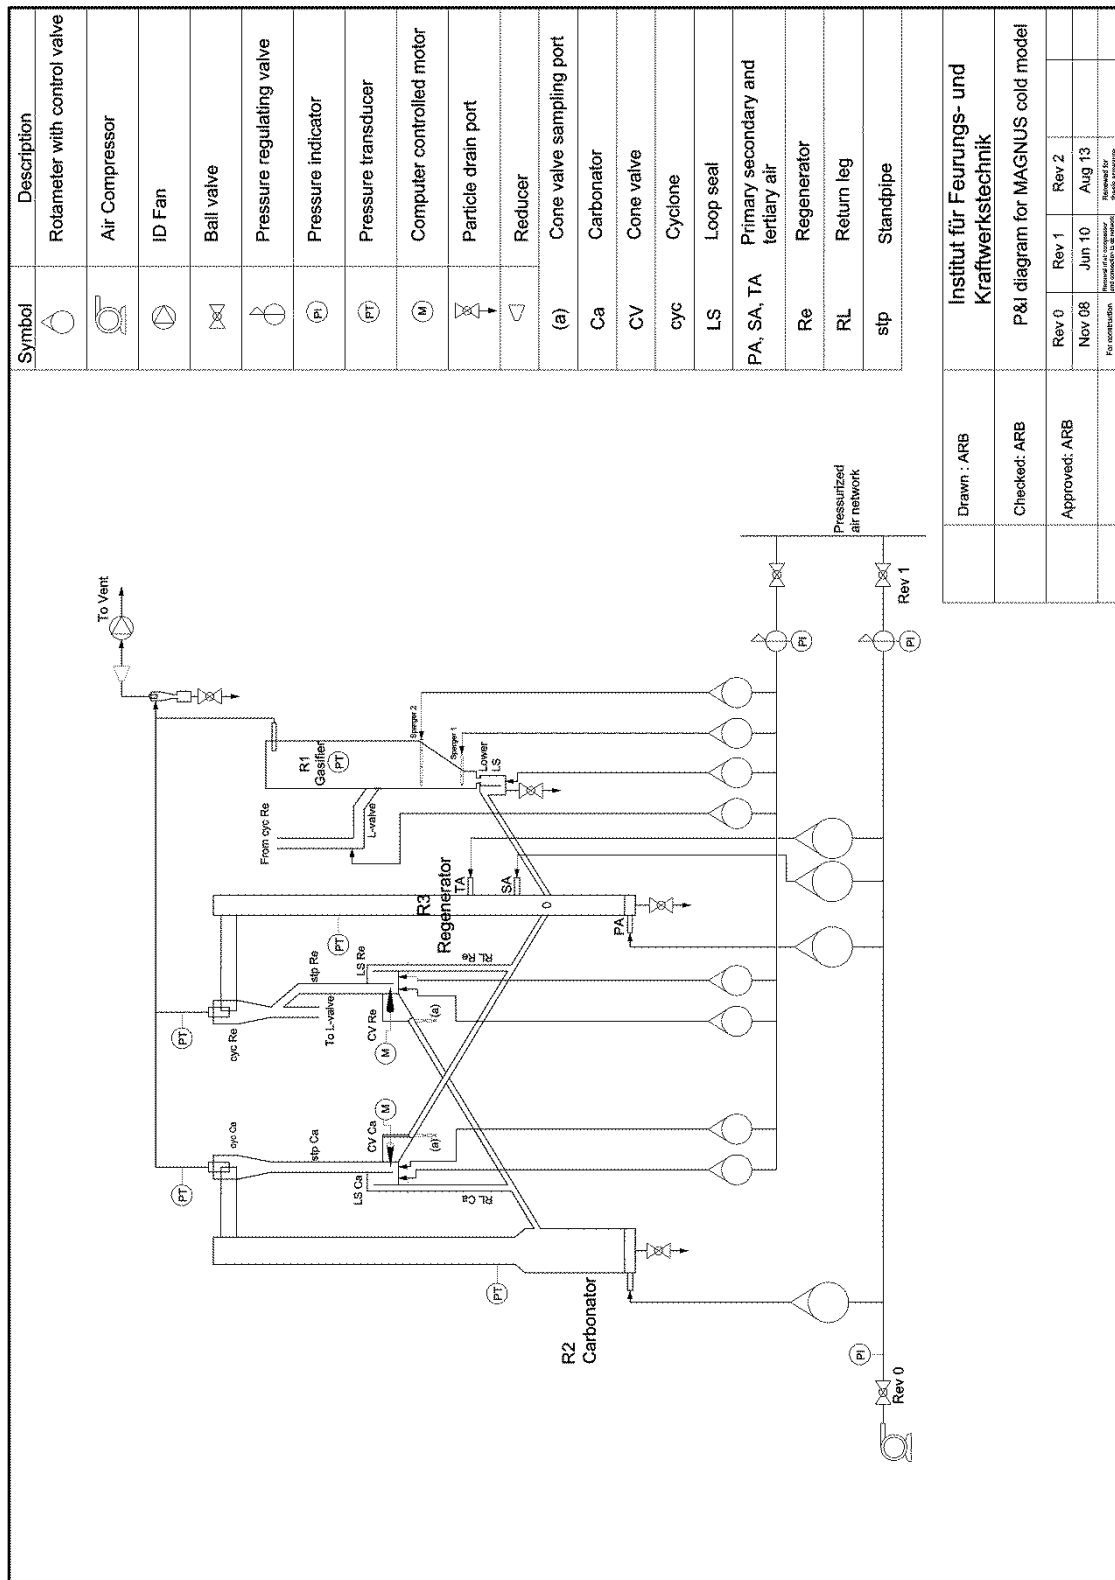 Symbol Description
Rotameter with control valve
Air Compressor
ID Fan
Ball valve
Pressure regulating valve
PI Pressure indicator
PT Pressure transducer
M Computer controlled motor
Particle drain port
Reducer
(a) Cone valve sampling port
Ca Carbonator
CV Cone valve
cyc Cyclone
LS Loop seal
PA, SA, TA Primary secondary and
tertiary air
Re Regenerator
RL Return leg
stp Standpipe
To Vent
R1
Gasifier
PT
Sparger 2
Sparger 1
Lower
LS
From cyc Re
L-valve
R3
Regenerator
TA
SA
PA
0
PT
PT
cyc Re
stp Re
To L-valve
LS Re
RL Re
CV Re
M
(a)
PT
cyc Ca
stp Ca
CV Ca
M
(a)
LS Ca
RL Ca
PT
R2
Carbonator
Pressurized
air network
PI
PI
Rev 1
PI
Rev 0
Drawn : ARB
Institut für Feurungs- und
Kraftwerkstechnik
Checked: ARB
P&I diagram for MAGNUS cold model
Approved: ARB
Rev 0 Rev 1 Rev 2
Nov 08 Jun 10 Aug 13
For construction